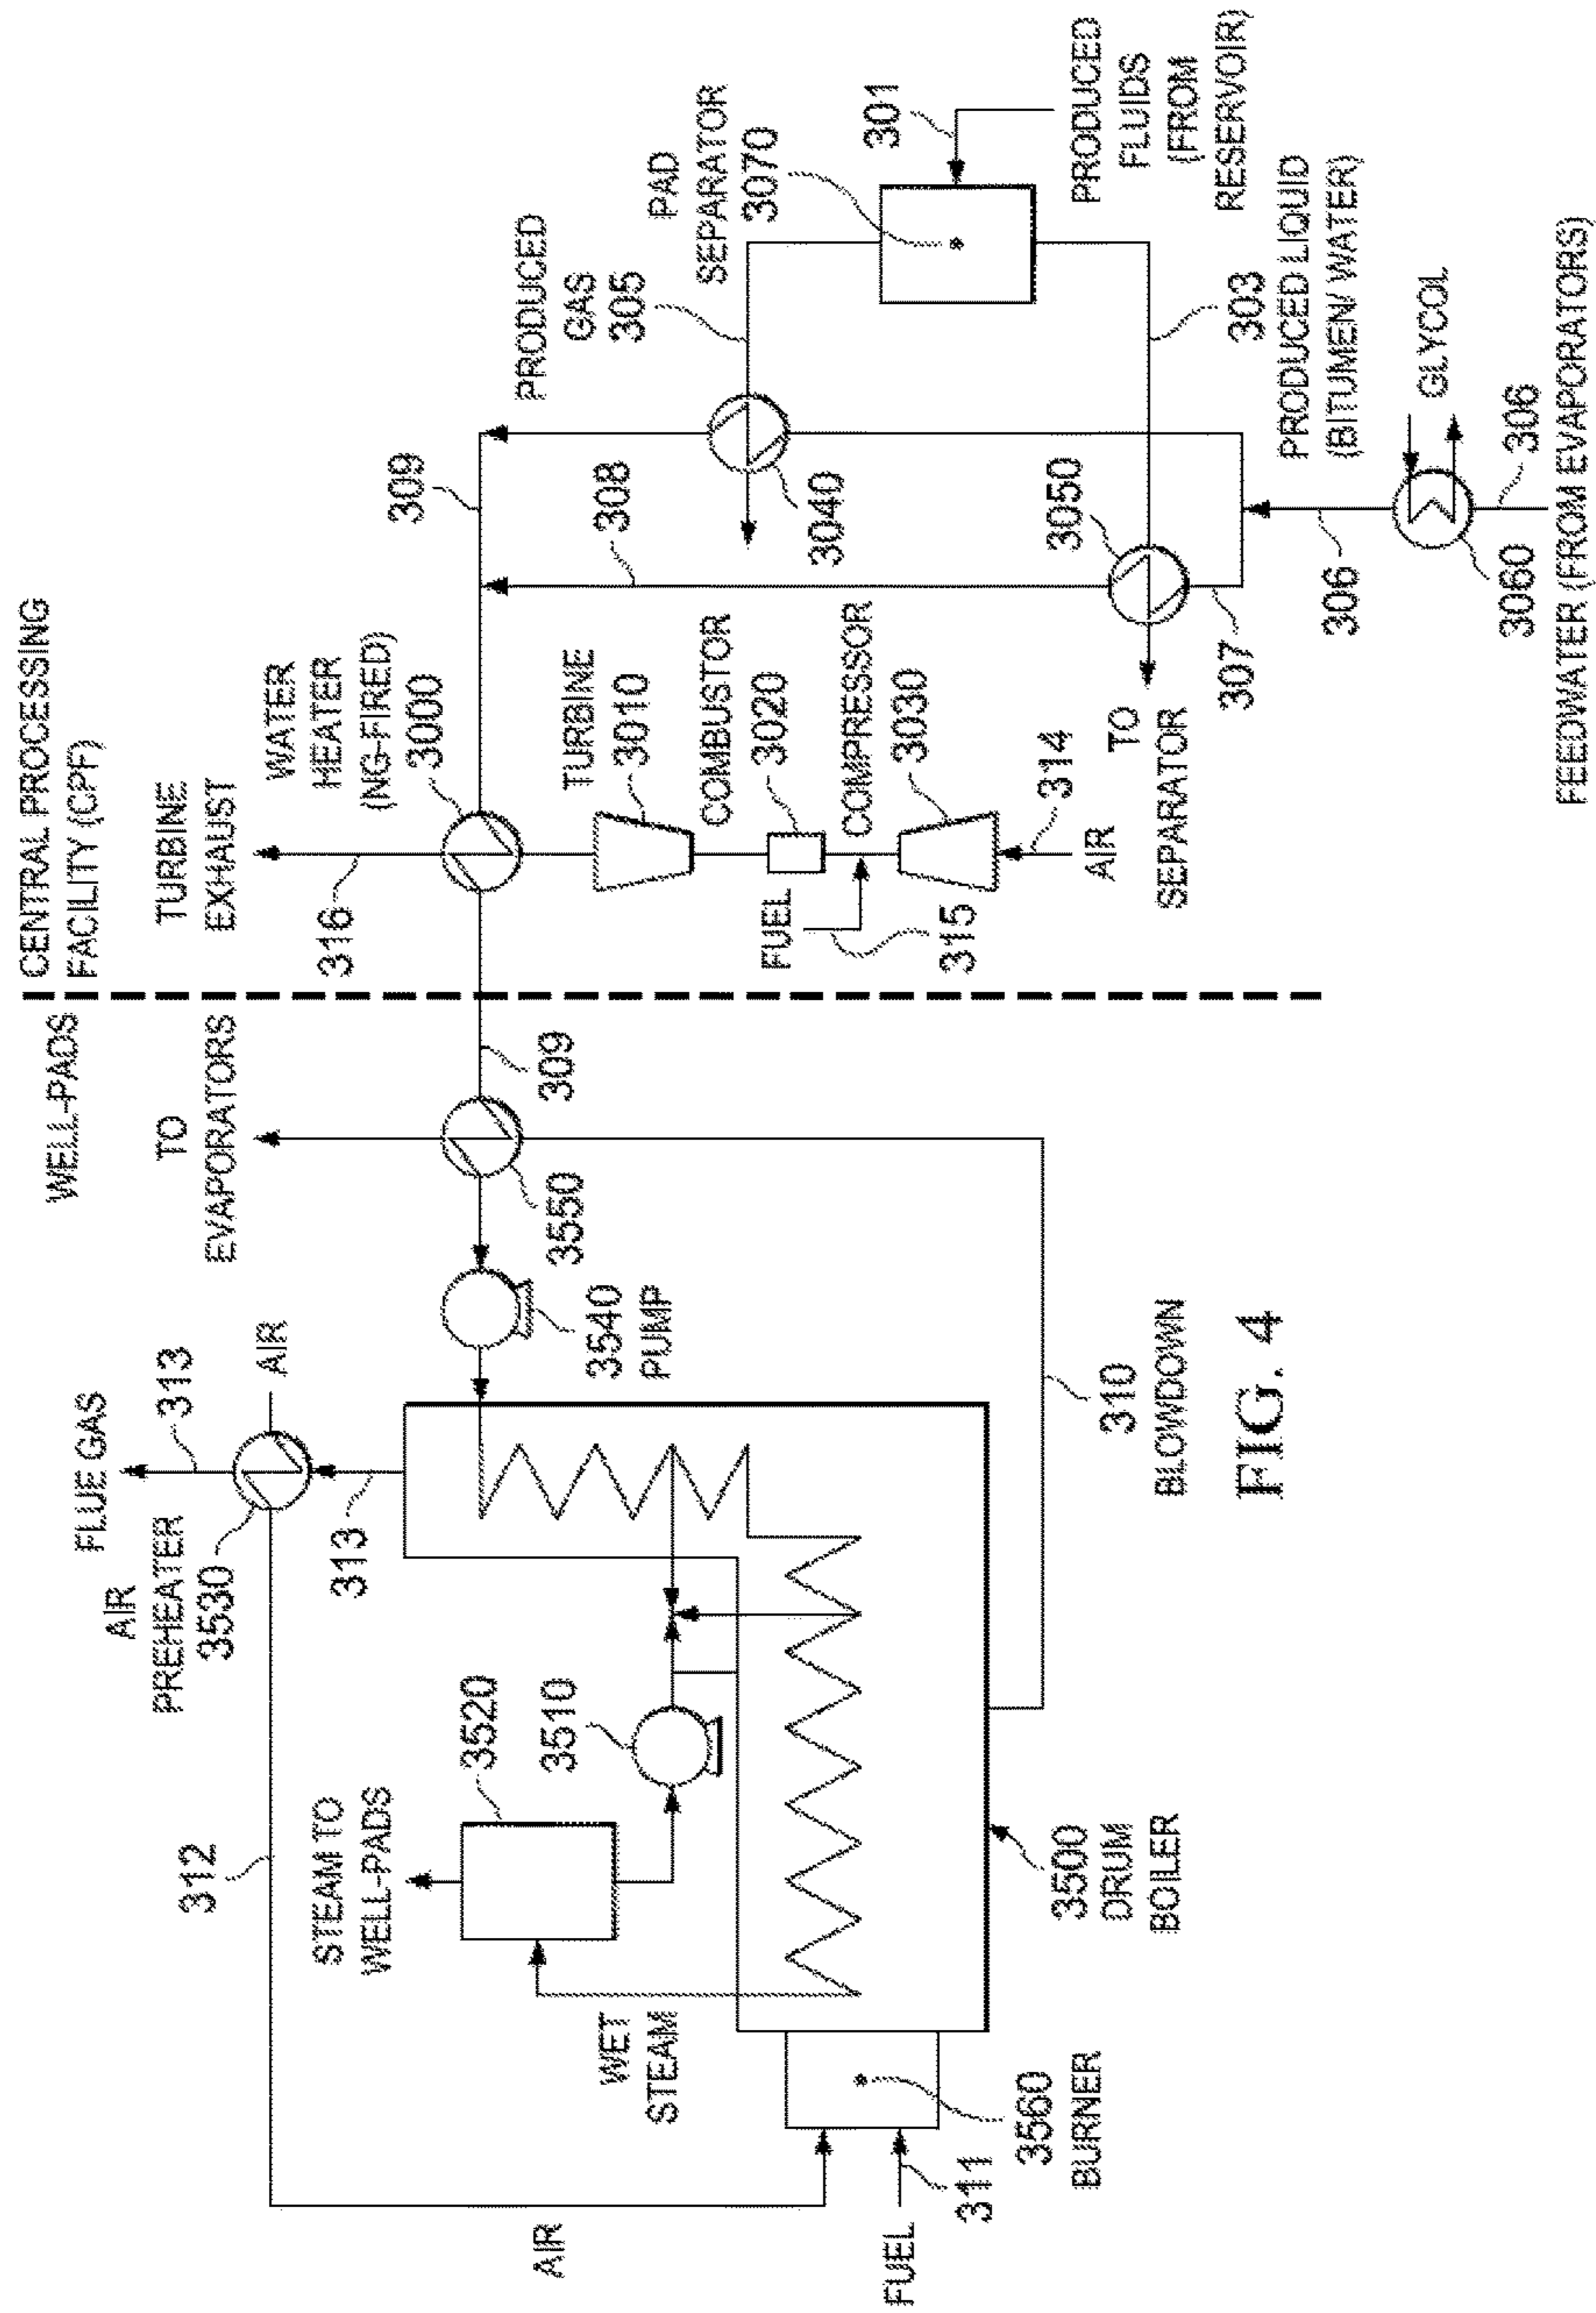 CENTRAL PROCESSING
FACILITY (CPF)
WELL-PADS
FLUE GAS
313
AIR
PREHEATER
3530
AIR
313
312
TO
EVAPORATORS
TURBINE
EXHAUST
316
WATER
HEATER
(NG-FIRED)
3000
309
309
3550
3540
PUMP
STEAM TO
WELL-PADS
3520
3510
WET
STEAM
AIR
FUEL
311
3560
BURNER
3500
DRUM
BOILER
310
BLOWDOWN
TURBINE
3010
COMBUSTOR
3020
FUEL
315
COMPRESSOR
3030
314
AIR
308
PRODUCED
GAS
305
3040
PAD
SEPARATOR
3070
301
PRODUCED
FLUIDS
(FROM
RESERVOIR)
3050
TO
SEPARATOR
307
303
PRODUCED LIQUID
(BITUMEN/WATER)
306
GLYCOL
3060
306
FEEDWATER (FROM EVAPORATORS)
FIG. 4